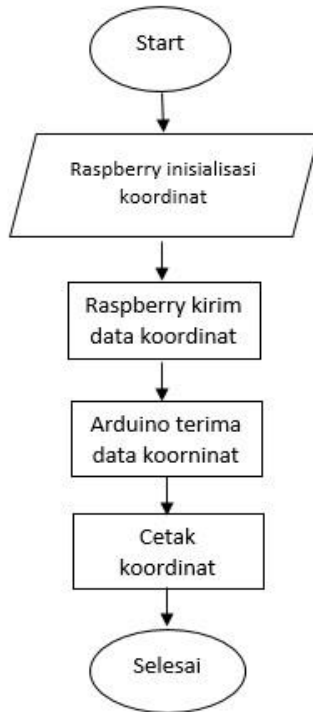 Start
Raspberry inisialisasi
koordinat
Raspberry kirim
data koordinat
Arduino terima
data koorninat
Cetak
koordinat
Selesai